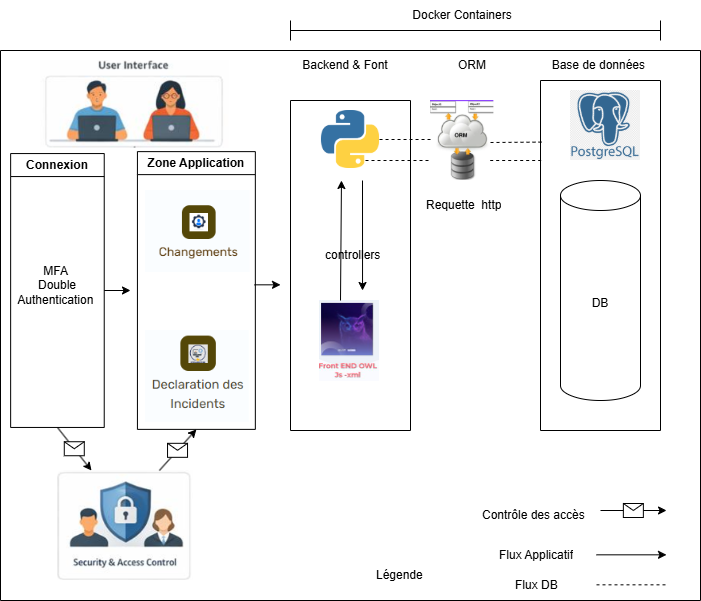 Docker Containers
User Interface
Backend & Font
ORM
Base de données
Connexion
Zone Application
ORM
PostgreSQL
Changements
Requette http
controllers
MFA
Double
Authentication
DB
Front END OWL
Js -xml
Declaration des
Incidents
Contrôle des accès
Flux Applicatif
Security & Access Control
Légende
Flux DB